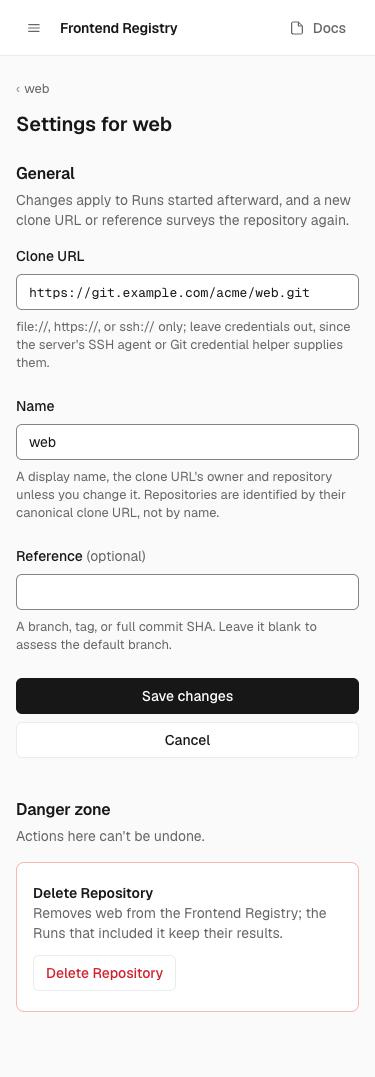 Frontend Registry
Docs
‹ web
Settings for web
General
Changes apply to Runs started afterward, and a new
clone URL or reference surveys the repository again.
Clone URL
https://git.example.com/acme/web.git
file://, https://, or ssh:// only; leave credentials out, since
the server's SSH agent or Git credential helper supplies
them.
Name
web
A display name, the clone URL's owner and repository
unless you change it. Repositories are identified by their
canonical clone URL, not by name.
Reference (optional)
A branch, tag, or full commit SHA. Leave it blank to
assess the default branch.
Save changes
Cancel
Danger zone
Actions here can't be undone.
Delete Repository
Removes web from the Frontend Registry; the
Runs that included it keep their results.
Delete Repository